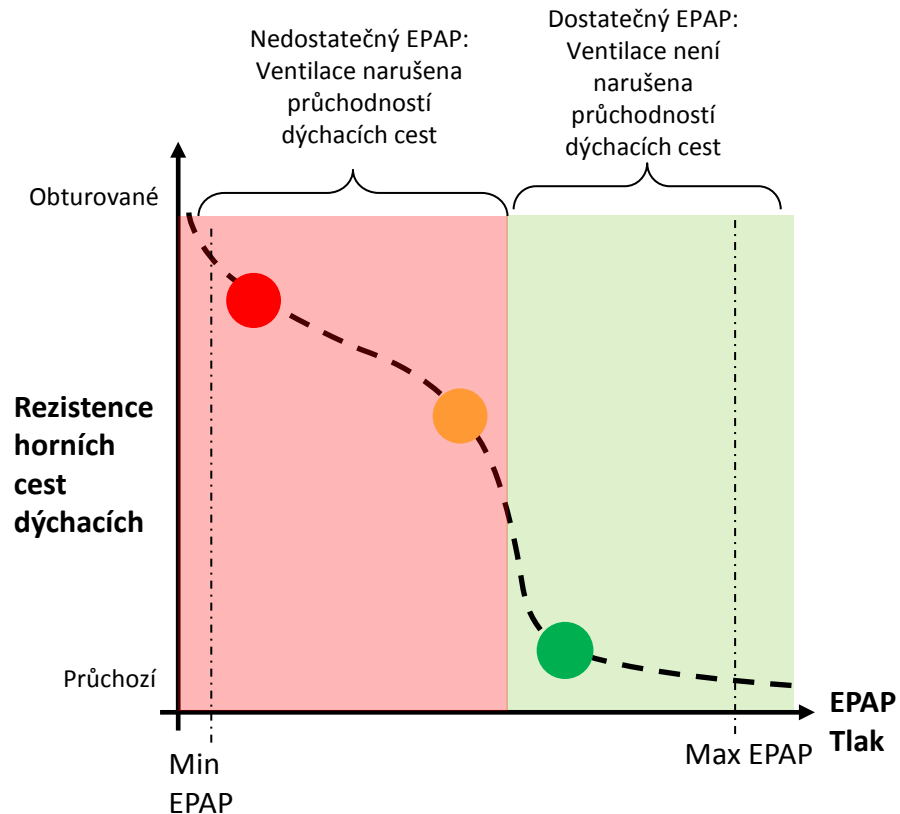 Nedostatečný EPAP:
Ventilace narušena
průchodností
dýchacích cest
Dostatečný EPAP:
Ventilace není
narušena
průchodností
dýchacích cest
Obturované
Rezistence
horních
cest
dýchacích
Průchozí
Min
EPAP
Max EPAP
EPAP
Tlak